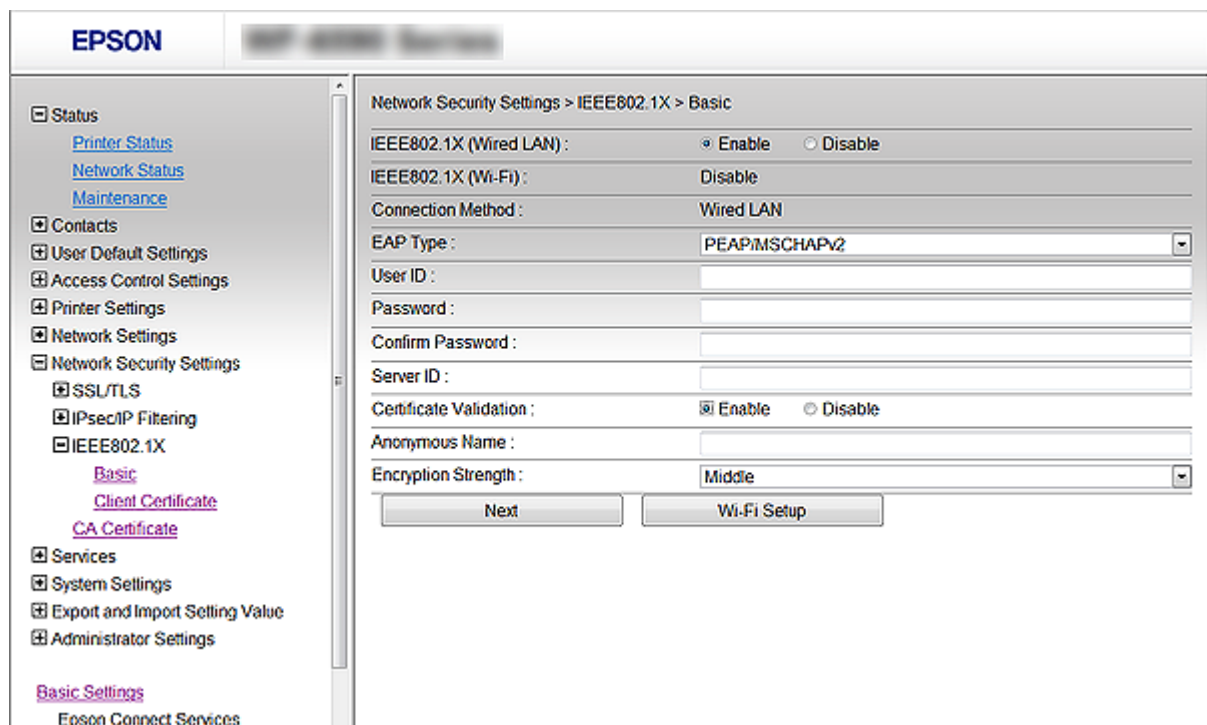 EPSON
Status
Printer Status
Network Status
Maintenance
Contacts
User Default Settings
Access Control Settings
Printer Settings
Network Settings
Network Security Settings
SSL/TLS
IPsec/IP Filtering
IEEE802.1X
Basic
Client Certificate
CA Certificate
Services
System Settings
Export and Import Setting Value
Administrator Settings
Basic Settings
Epson Connect Services
Network Security Settings > IEEE802.1X > Basic
IEEE802.1X (Wired LAN) : Enable Disable
IEEE802.1X (Wi-Fi) : Disable
Connection Method : Wired LAN
EAP Type : PEAP/MSCHAPv2
User ID :
Password :
Confirm Password :
Server ID :
Certificate Validation : Enable Disable
Anonymous Name :
Encryption Strength : Middle
Next Wi-Fi Setup